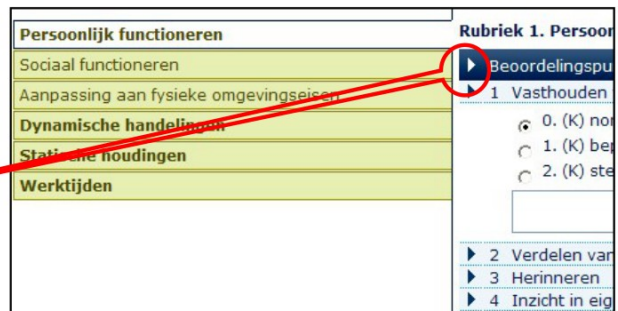 Persoonlijk functioneren
Sociaal functioneren
Aanpassing aan fysieke omgevingseisen
Dynamische handelingen
Statische houdingen
Werktijden
Rubriek 1. Persoon
Beoordelingspu
1 Vasthouden
0. (K) nor
1. (K) bep
2. (K) ste
2 Verdelen van
3 Herinneren
4 Inzicht in eig